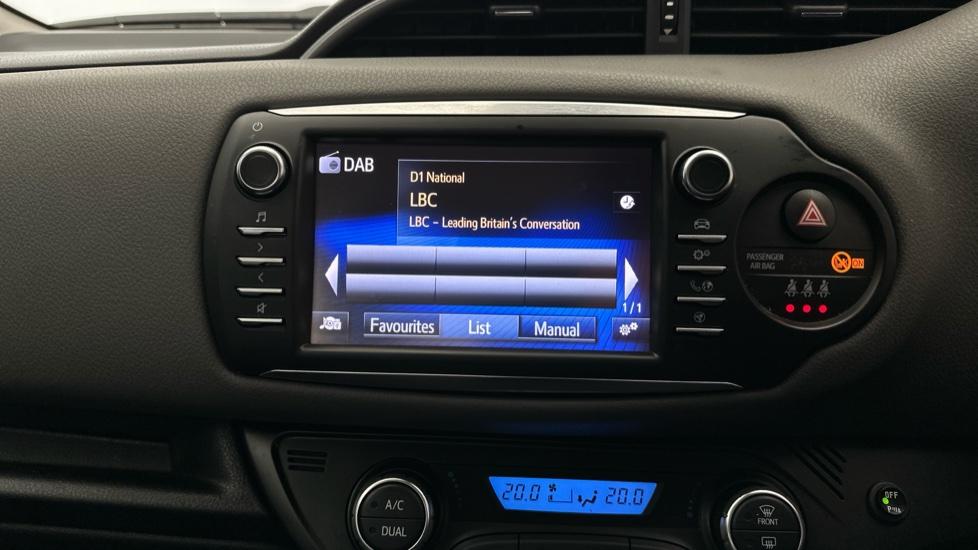 DAB
D1 National
LBC
LBC – Leading Britain's Conversation
1/1
Favourites
List
Manual
PASSENGER
AIR BAG
ON
20.0
20.0
A/C
DUAL
FRONT
OFF